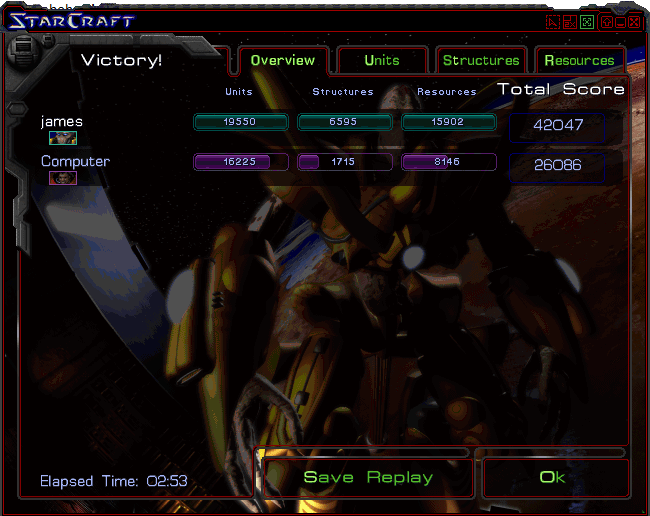 StarCraft
Victory!
Overview Units Structures Resources
Units Structures Resources Total Score
james 19550 6595 15902 42047
Computer 16225 1715 8146 26086
Elapsed Time: 02:53
Save Replay Ok